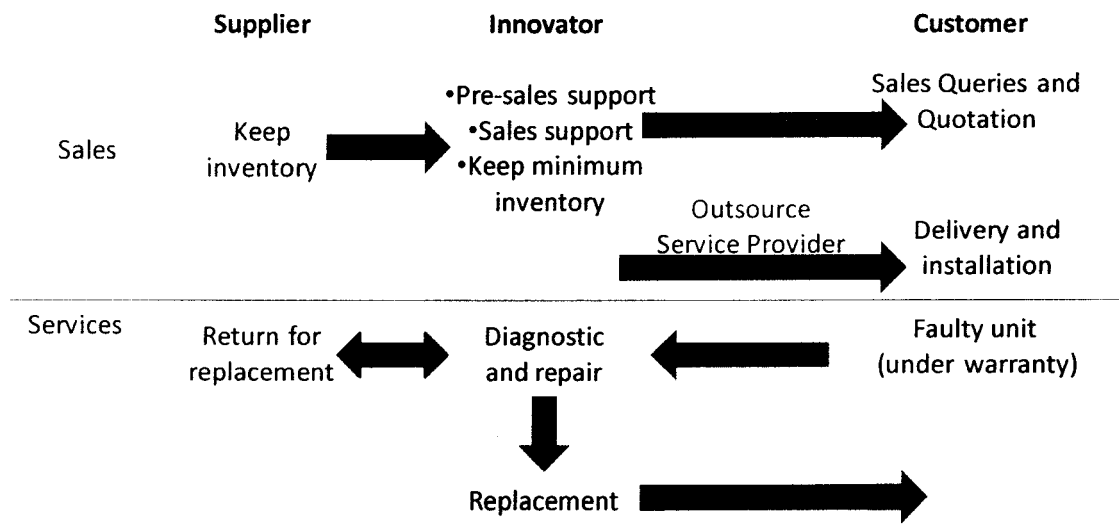 Supplier Innovator Customer
Sales
Keep
inventory
•Pre-sales support
•Sales support
•Keep minimum
inventory
Sales Queries and
Quotation
Outsource
Service Provider
Delivery and
installation
Services
Return for
replacement
Diagnostic
and repair
Faulty unit
(under warranty)
Replacement